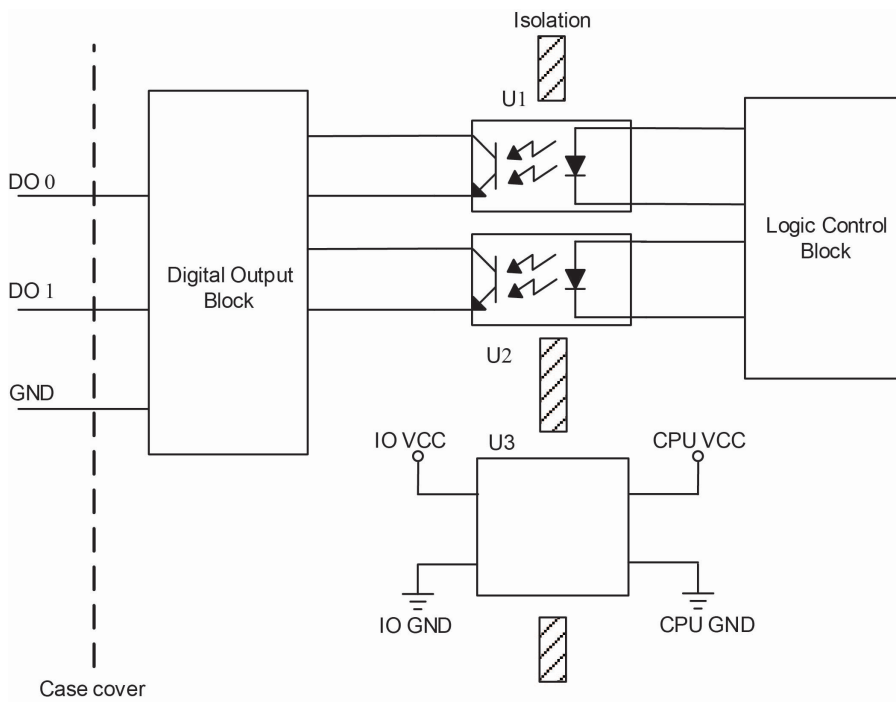 Isolation
U1
DO 0
Logic Control
Block
Digital Output
Block
DO 1
U2
GND
IO VCC
U3
CPU VCC
IO GND
CPU GND
Case cover